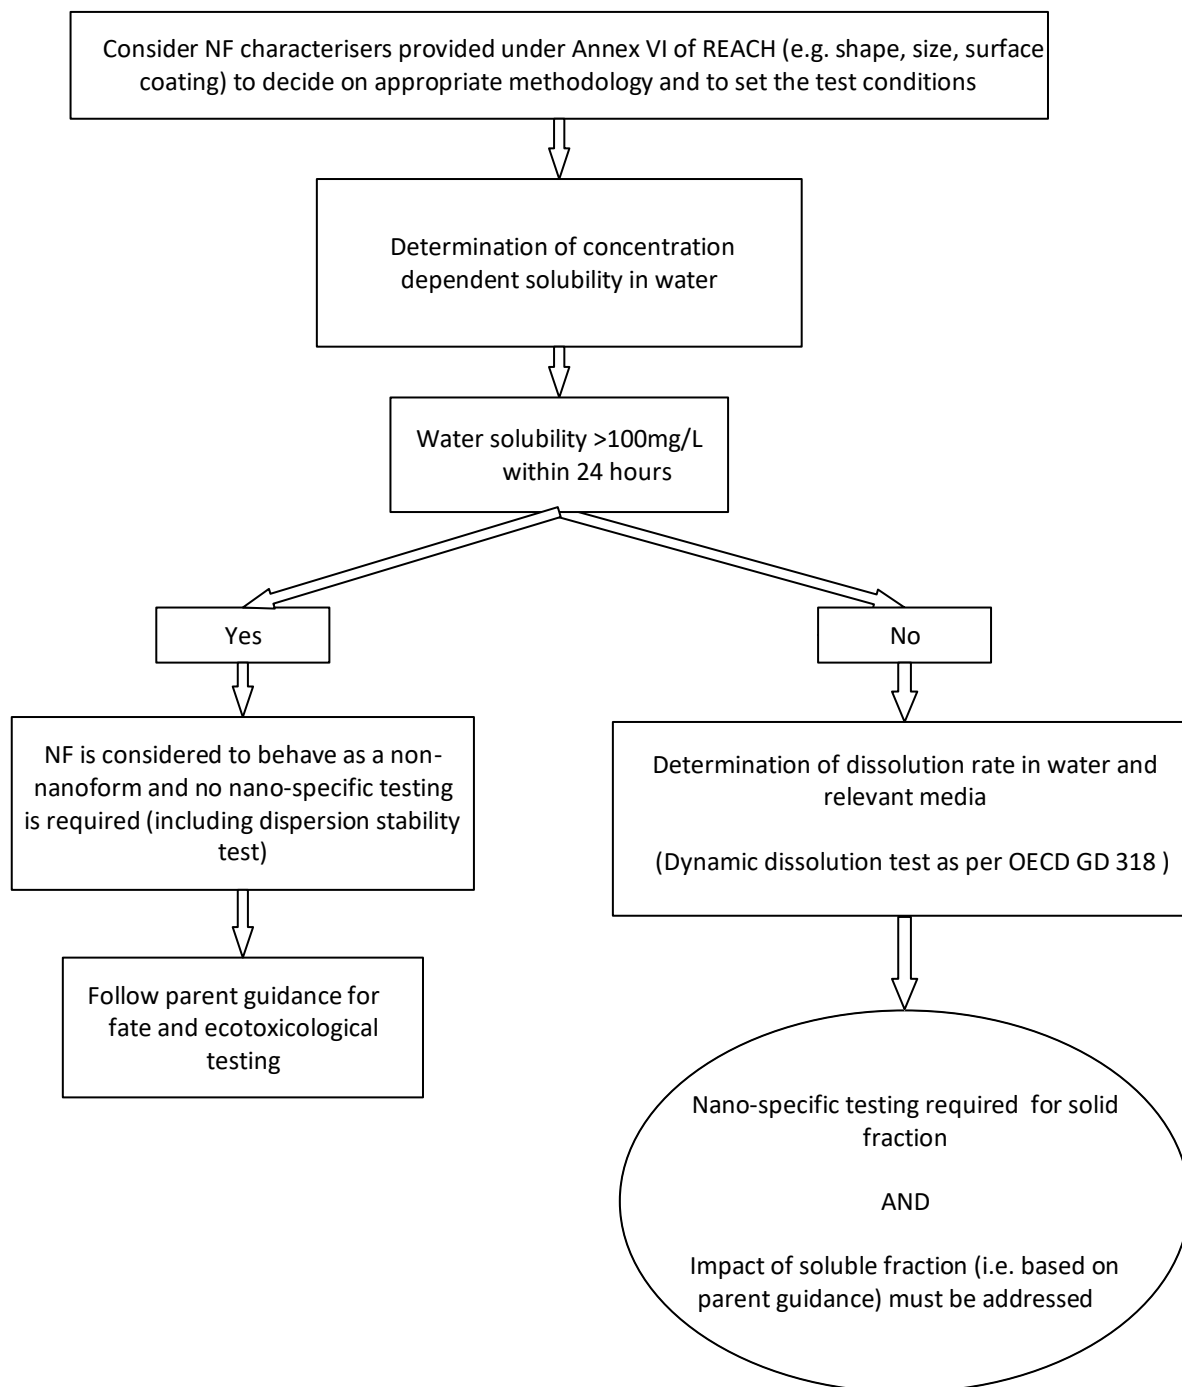 Consider NF characterisers provided under Annex VI of REACH (e.g. shape, size, surface
coating) to decide on appropriate methodology and to set the test conditions
Determination of concentration
dependent solubility in water
Water solubility >100mg/L
within 24 hours
Yes
No
NF is considered to behave as a non-
nanoform and no nano-specific testing
is required (including dispersion stability
test)
Determination of dissolution rate in water and
relevant media
(Dynamic dissolution test as per OECD GD 318 )
Follow parent guidance for
fate and ecotoxicological
testing
Nano-specific testing required  for solid
fraction
AND
Impact of soluble fraction (i.e. based on
parent guidance) must be addressed